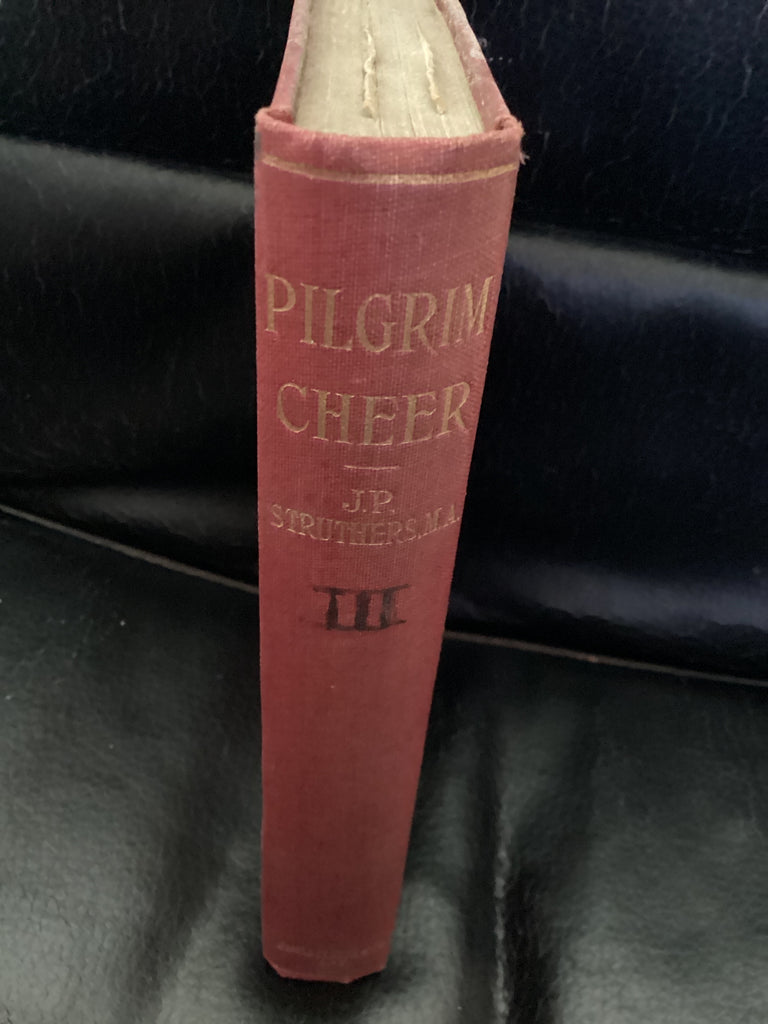 PILGRIM
CHEER
J.P.
STRUTHERS, M.A.
III